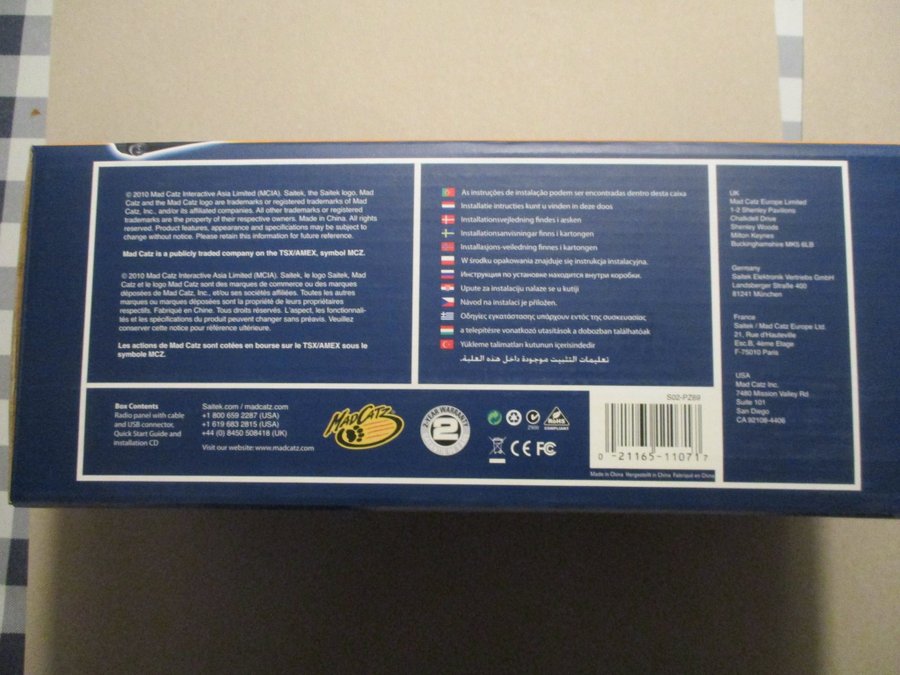 © 2010 Mad Catz Interactive Asia Limited (MCIA). Saitek, the Saitek logo, Mad
Catz and the Mad Catz logo are trademarks or registered trademarks of Mad
Catz, Inc., and/or its affiliated companies. All other trademarks or registered
trademarks are the property of their respective owners. Made in China. All rights
reserved. Product features, appearance and specifications may be subject to
change without notice. Please retain this information for future reference.
Mad Catz is a publicly traded company on the TSX/AMEX, symbol MCZ.
© 2010 Mad Catz Interactive Asia Limited (MCIA). Saitek, le logo Saitek, Mad
Catz et le logo Mad Catz sont des marques de commerce ou des marques
déposées de Mad Catz, Inc., et/ou ses sociétés affiliées. Toutes les autres
marques ou marques déposées sont la propriété de leurs propriétaires
respectifs. Fabriqué en Chine. Tous droits réservés. L'aspect, les fonctionnali-
tés et les spécifications du produit peuvent changer sans préavis. Veuillez
conserver cette notice pour référence ultérieure.
Les actions de Mad Catz sont cotées en bourse sur le TSX/AMEX sous le
symbole MCZ.
As instruções de instalação podem ser encontradas dentro desta caixa
Installatie intructies kunt u vinden in deze doos
Installationsvejledning findes i æsken
Installationsanvisningar finns i kartongen
Installasjons-veiledning finnes i kartongen
W środku opakowania znajduje się instrukcja instalacyjna.
Инструкция по установке находится внутри коробки.
Upute za instalaciju nalaze se u kutiji
Návod na instalaci je přiložen.
Οδηγίες εγκατάστασης υπάρχουν εντός της συσκευασίας
a telepítésre vonatkozó utasítások a dobozban találhatóak
Yükleme talimatları kutunun içerisindedir
تعليمات التثبيت موجودة داخل هذه العلبة.
UK
Mad Catz Europe Limited
1-2 Shenley Pavilions
Chalkdell Drive
Shenley Woods
Milton Keynes
Buckinghamshire MK5 6LB
Germany
Saitek Elektronik Vertriebs GmbH
Landsberger Straße 400
81241 München
France
Saitek / Mad Catz Europe Ltd.
21, Rue d'Hauteville
Esc.B, 4ème Etage
F-75010 Paris
USA
Mad Catz Inc.
7480 Mission Valley Rd
Suite 101
San Diego
CA 92108-4406
Box Contents
Radio panel with cable
and USB connector,
Quick Start Guide and
installation CD
Saitek.com / madcatz.com
+1 800 659 2287 (USA)
+1 619 683 2815 (USA)
+44 (0) 8450 508418 (UK)
Visit our website: www.madcatz.com
MAD CATZ
2-YEAR WARRANTY
2
RoHS
COMPLIANT
CE FC
S02-PZ69
0 21165 11071 7
Made in China Hergestellt in China Fabriqué en Chine